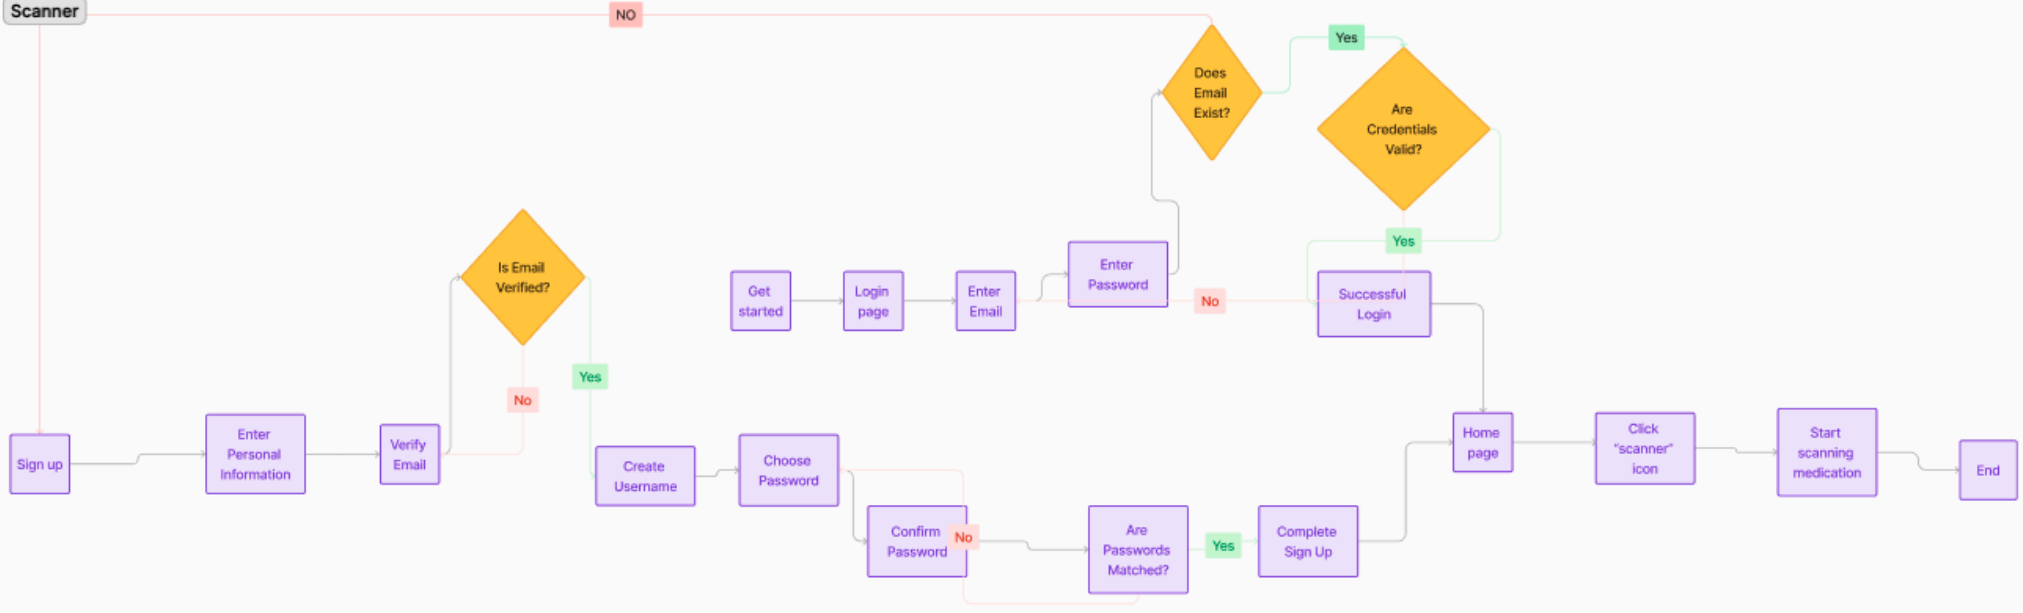 Scanner
NO
Does
Email
Exist?
Yes
Are
Credentials
Valid?
Yes
Is Email
Verified?
No
Yes
Get
started
Login
page
Enter
Email
Enter
Password
No
Successful
Login
Sign up
Enter
Personal
Information
Verify
Email
Create
Username
Choose
Password
Confirm
Password
No
Are
Passwords
Matched?
Yes
Complete
Sign Up
Home
page
Click
"scanner"
icon
Start
scanning
medication
End